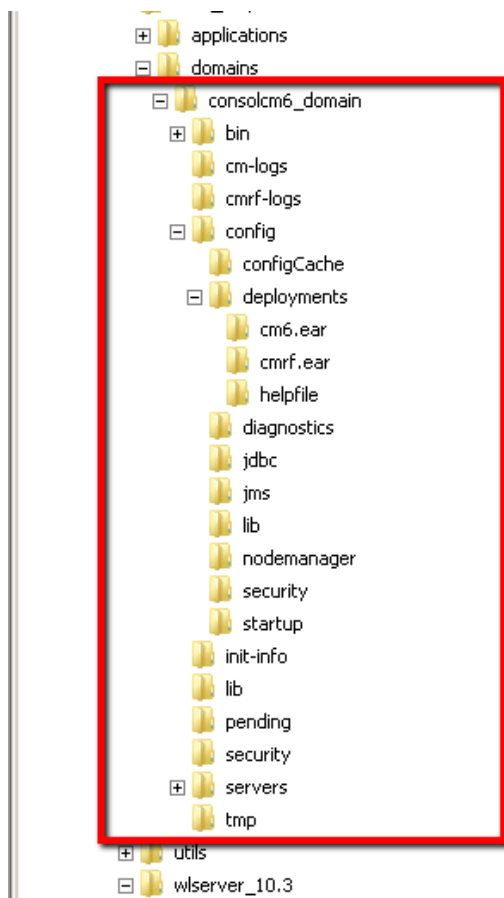 applications
domains
consolcm6_domain
bin
cm-logs
cmrf-logs
config
configCache
deployments
cm6.ear
cmrf.ear
helpfile
diagnostics
jdbc
jms
lib
nodemanager
security
startup
init-info
lib
pending
security
servers
tmp
utils
wlserver_10.3